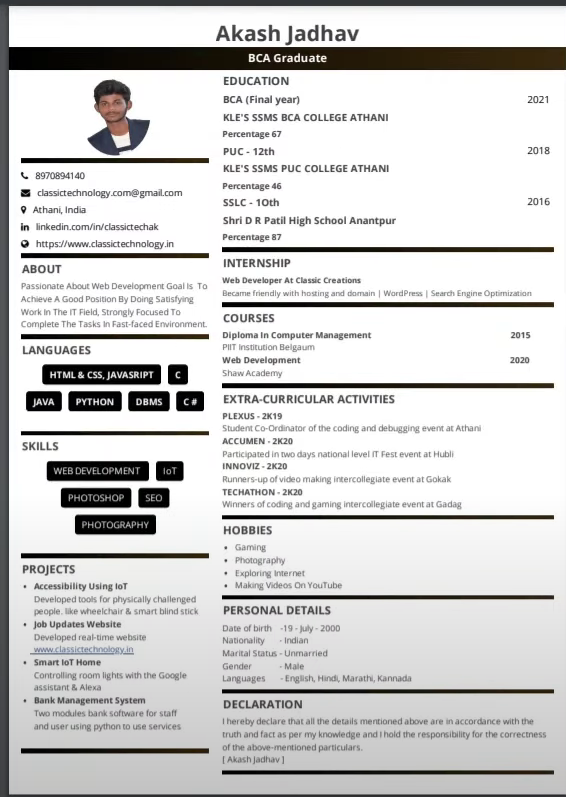 Akash Jadhav
BCA Graduate
8970894140
classictechnology.com@gmail.com
Athani, India
linkedin.com/in/classictechak
https://www.classictechnology.in
ABOUT
Passionate About Web Development Goal Is To
Achieve A Good Position By Doing Satisfying
Work In The IT Field, Strongly Focused To
Complete The Tasks In Fast-faced Environment.
LANGUAGES
HTML & CSS, JAVASRIPT C
JAVA PYTHON DBMS C #
SKILLS
WEB DEVELOPMENT IoT
PHOTOSHOP SEO
PHOTOGRAPHY
PROJECTS
• Accessibility Using IoT
Developed tools for physically challenged
people. like wheelchair & smart blind stick
• Job Updates Website
Developed real-time website
www.classictechnology.in
• Smart IoT Home
Controlling room lights with the Google
assistant & Alexa
• Bank Management System
Two modules bank software for staff
and user using python to use services
EDUCATION
BCA (Final year) 2021
KLE'S SSMS BCA COLLEGE ATHANI
Percentage 67
PUC - 12th 2018
KLE'S SSMS PUC COLLEGE ATHANI
Percentage 46
SSLC - 1Oth 2016
Shri D R Patil High School Anantpur
Percentage 87
INTERNSHIP
Web Developer At Classic Creations
Became friendly with hosting and domain | WordPress | Search Engine Optimization
COURSES
Diploma In Computer Management 2015
PIIT Institution Belgaum
Web Development 2020
Shaw Academy
EXTRA-CURRICULAR ACTIVITIES
PLEXUS - 2K19
Student Co-Ordinator of the coding and debugging event at Athani
ACCUMEN - 2K20
Participated in two days national level IT Fest event at Hubli
INNOVIZ - 2K20
Runners-up of video making intercollegiate event at Gokak
TECHATHON - 2K20
Winners of coding and gaming intercollegiate event at Gadag
HOBBIES
• Gaming
• Photography
• Exploring Internet
• Making Videos On YouTube
PERSONAL DETAILS
Date of birth -19 - July - 2000
Nationality - Indian
Marital Status - Unmarried
Gender - Male
Languages - English, Hindi, Marathi, Kannada
DECLARATION
I hereby declare that all the details mentioned above are in accordance with the
truth and fact as per my knowledge and I hold the responsibility for the correctness
of the above-mentioned particulars.
[ Akash Jadhav ]